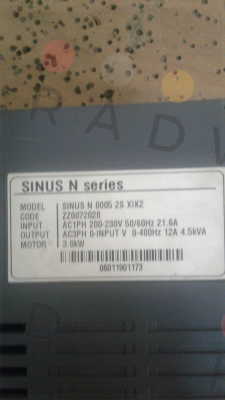 SINUS N series
MODEL SINUS N 0005 2S XIK2
CODE ZZ0072028
INPUT AC1PH 200-230V 50/60Hz 21.6A
OUTPUT AC3PH 0-INPUT V 0-400Hz 12A 4.5kVA
MOTOR 3.0kW
06011901173